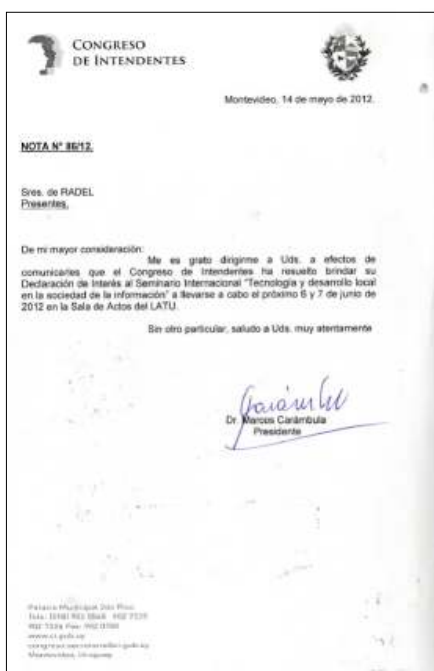 CONGRESO
DE INTENDENTES
Montevideo, 14 de mayo de 2012.
NOTA N° 86/12.
Sres. de RADEL
Presentes.
De mi mayor consideración:
Me es grato dirigirme a Uds. a efectos de
comunicarles que el Congreso de Intendentes ha resuelto brindar su
Declaración de Interés al Seminario Internacional "Tecnología y desarrollo local
en la sociedad de la información" a llevarse a cabo el próximo 6 y 7 de junio de
2012 en la Sala de Actos del LATU.
Sin otro particular, saludo a Uds. muy atentamente
Dr. Marcos Carámbula
Presidente
Palacio Municipal 2do Piso
Montevideo, Uruguay